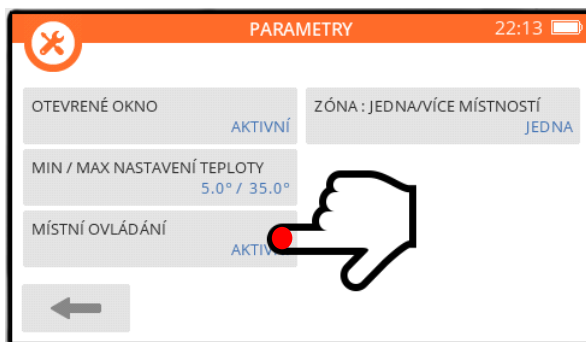 PARAMETRY 22:13
OTEVRENÉ OKNO
AKTIVNÍ
ZÓNA : JEDNA/VÍCE MÍSTNOSTÍ
JEDNA
MIN / MAX NASTAVENÍ TEPLOTY
5.0° / 35.0°
MÍSTNÍ OVLÁDÁNÍ